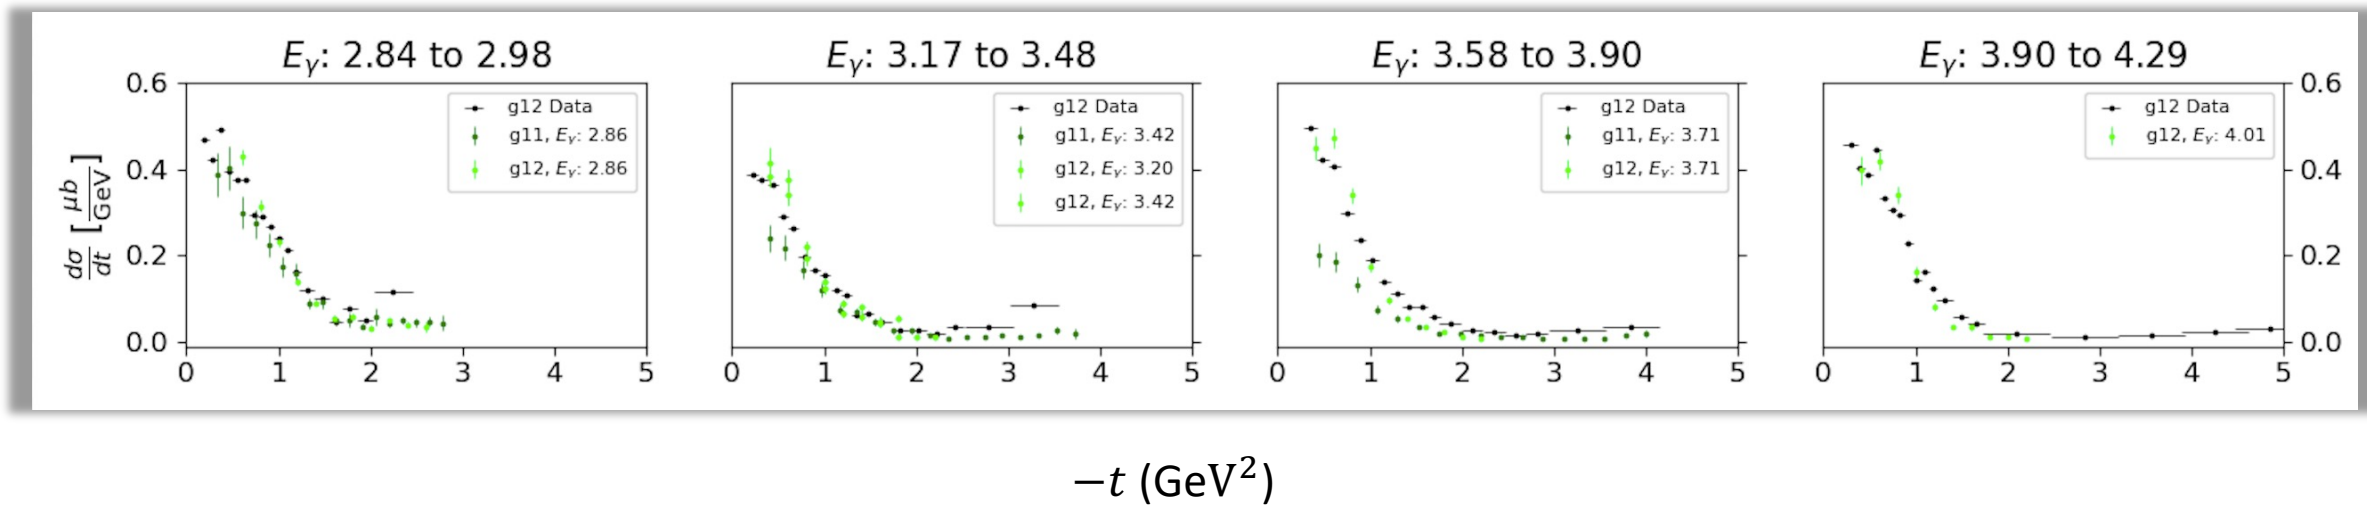 Eγ: 2.84 to 2.98
Eγ: 3.17 to 3.48
Eγ: 3.58 to 3.90
Eγ: 3.90 to 4.29
dσ/dt [μb/GeV]
0.6
0.4
0.2
0.0
g12 Data
g11, Eγ: 2.86
g12, Eγ: 2.86
0 1 2 3 4 5
g12 Data
g11, Eγ: 3.42
g12, Eγ: 3.20
g12, Eγ: 3.42
0 1 2 3 4 5
g12 Data
g11, Eγ: 3.71
g12, Eγ: 3.71
0 1 2 3 4 5
g12 Data
g12, Eγ: 4.01
0 1 2 3 4 5
0.6
0.4
0.2
0.0
−t (GeV²)